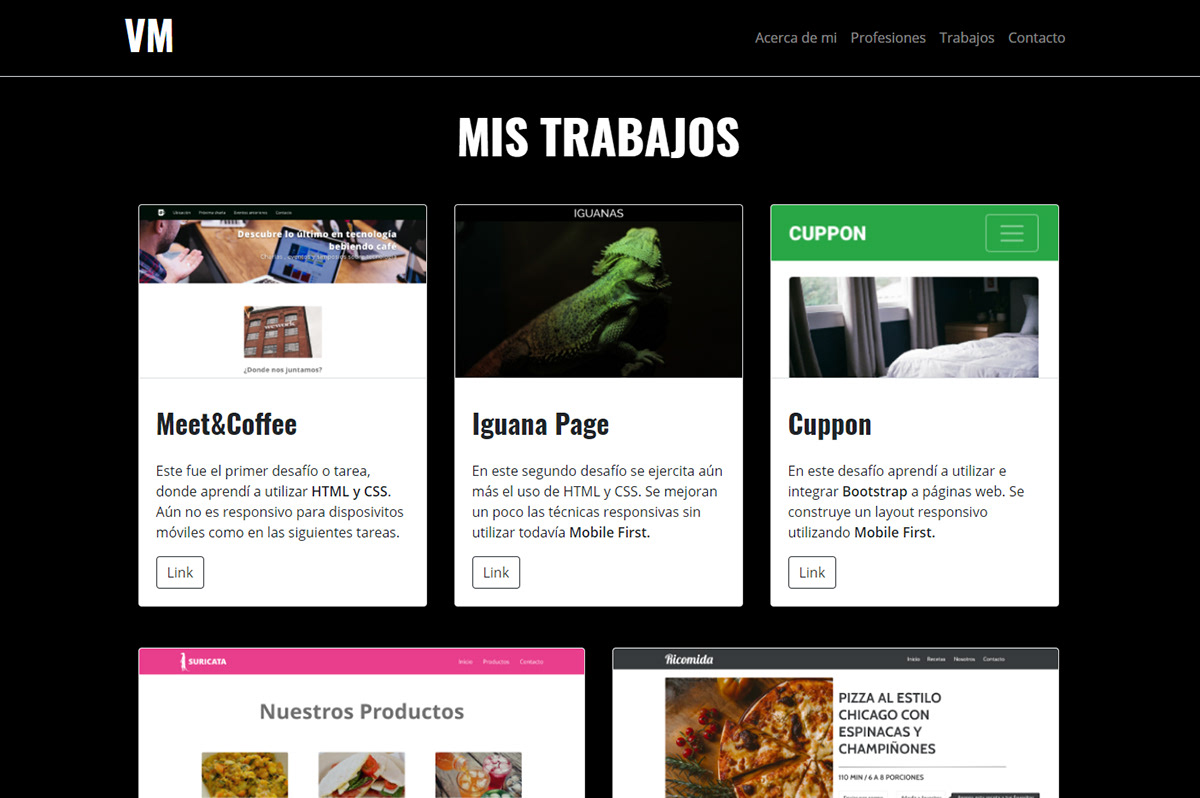 VM
Acerca de mi Profesiones Trabajos Contacto
MIS TRABAJOS
Ubicación Próxima charla Eventos anteriores Contacto
Descubre lo último en tecnología
bebiendo café
Charlas, eventos y
wework
¿Donde nos juntamos?
IGUANAS
CUPPON
Meet&Coffee
Este fue el primer desafío o tarea,
donde aprendí a utilizar HTML y CSS.
Aún no es responsivo para disposivitos
móviles como en las siguientes tareas.
Link
Iguana Page
En este segundo desafío se ejercita aún
más el uso de HTML y CSS. Se mejoran
un poco las técnicas responsivas sin
utilizar todavía Mobile First.
Link
Cuppon
En este desafío aprendí a utilizar e
integrar Bootstrap a páginas web. Se
construye un layout responsivo
utilizando Mobile First.
Link
SURICATA
Inicio Productos Contacto
Nuestros Productos
Ricomida
Inicio Recetas Nosotros Contacto
PIZZA AL ESTILO
CHICAGO CON
ESPINACAS Y
CHAMPIÑONES
110 MIN / 6 A 8 PORCIONES